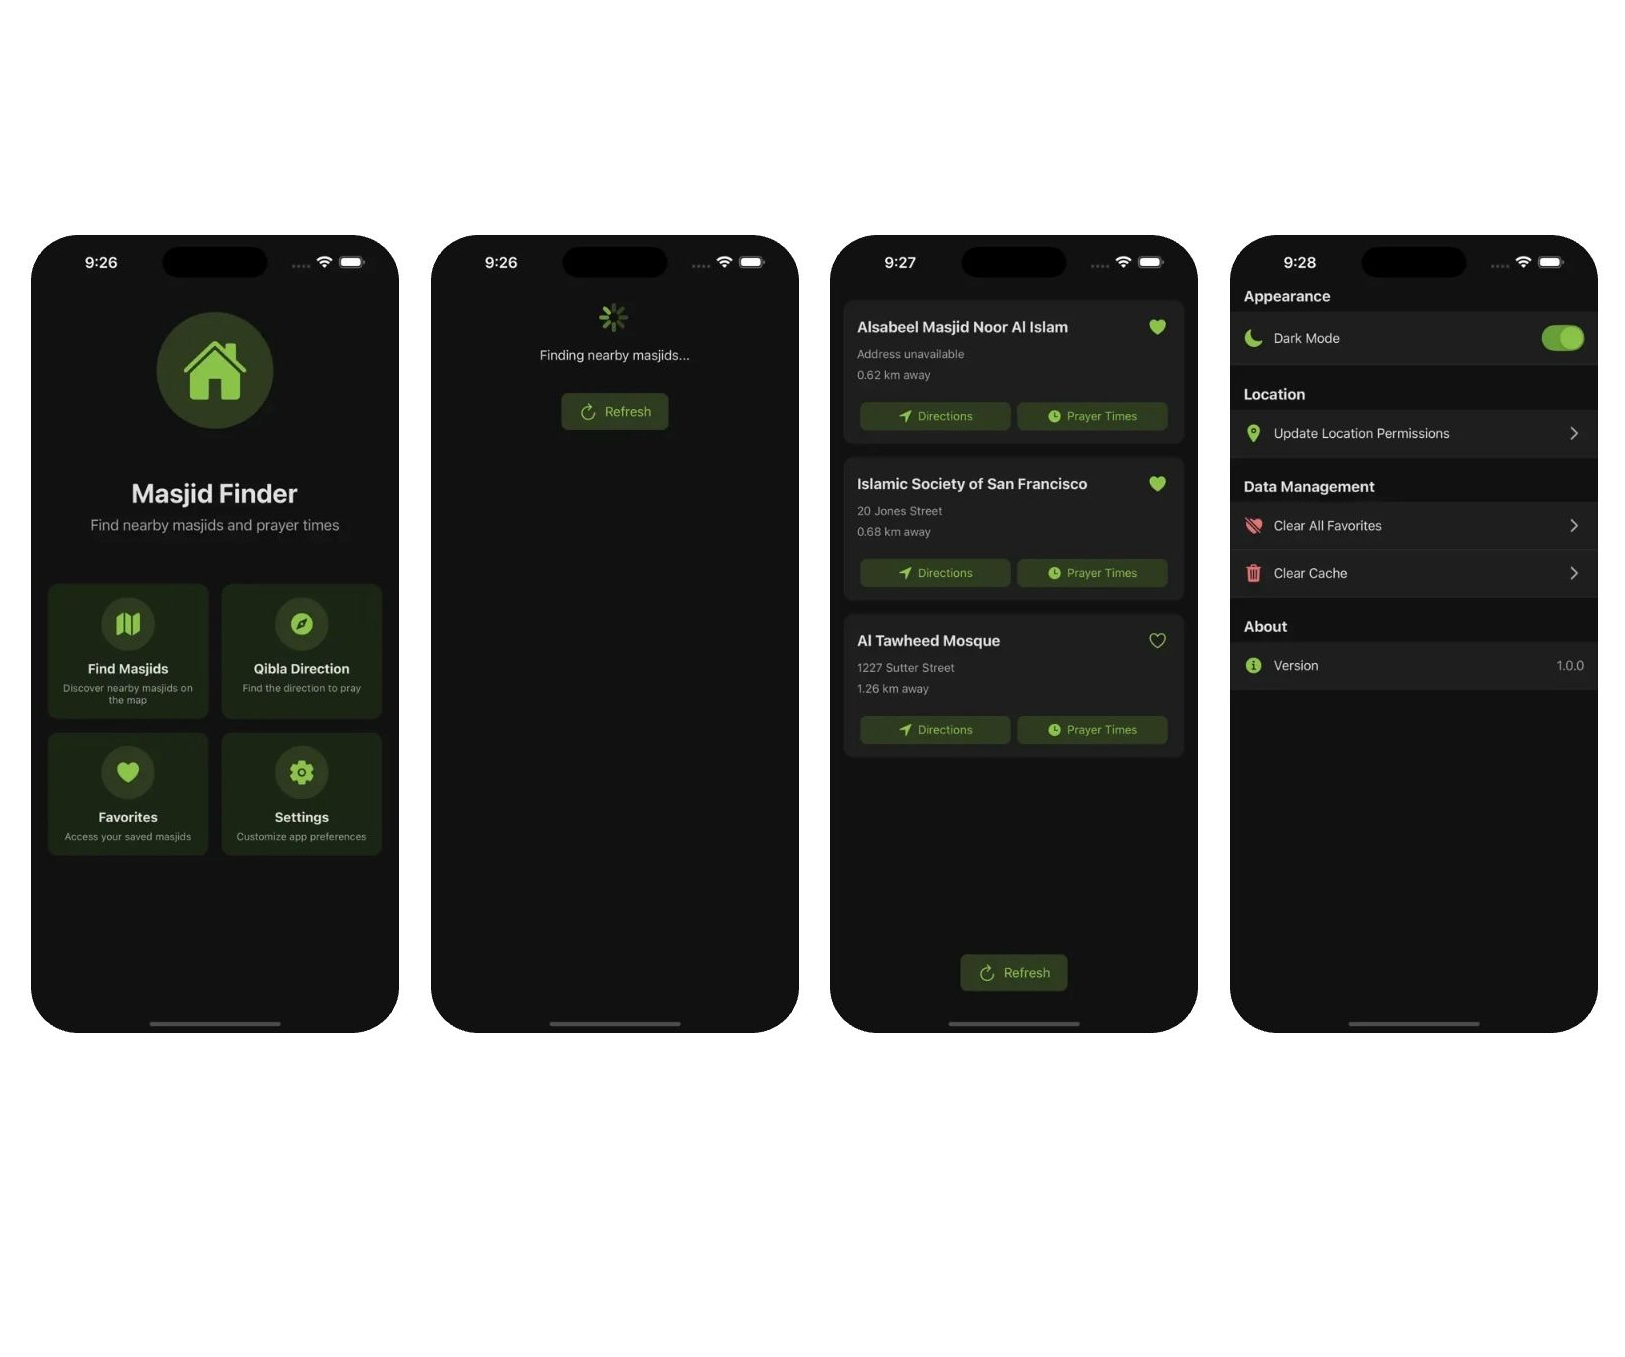 9:26
Masjid Finder
Find nearby masjids and prayer times
Find Masjids
Discover nearby masjids on
the map
Qibla Direction
Find the direction to pray
Favorites
Access your saved masjids
Settings
Customize app preferences
9:26
Finding nearby masjids...
Refresh
9:27
Alsabeel Masjid Noor Al Islam
Address unavailable
0.62 km away
Directions
Prayer Times
Islamic Society of San Francisco
20 Jones Street
0.68 km away
Directions
Prayer Times
Al Tawheed Mosque
1227 Sutter Street
1.26 km away
Directions
Prayer Times
Refresh
9:28
Appearance
Dark Mode
Location
Update Location Permissions
Data Management
Clear All Favorites
Clear Cache
About
Version
1.0.0